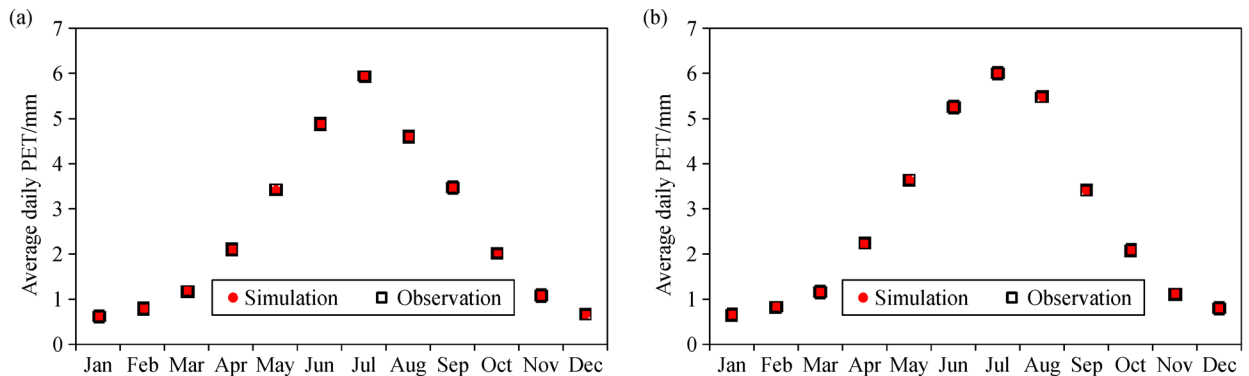 (a)
Average daily PET/mm
7
6
5
4
3
2
1
0
Simulation Observation
Jan Feb Mar Apr May Jun Jul Aug Sep Oct Nov Dec
(b)
Average daily PET/mm
7
6
5
4
3
2
1
0
Simulation Observation
Jan Feb Mar Apr May Jun Jul Aug Sep Oct Nov Dec